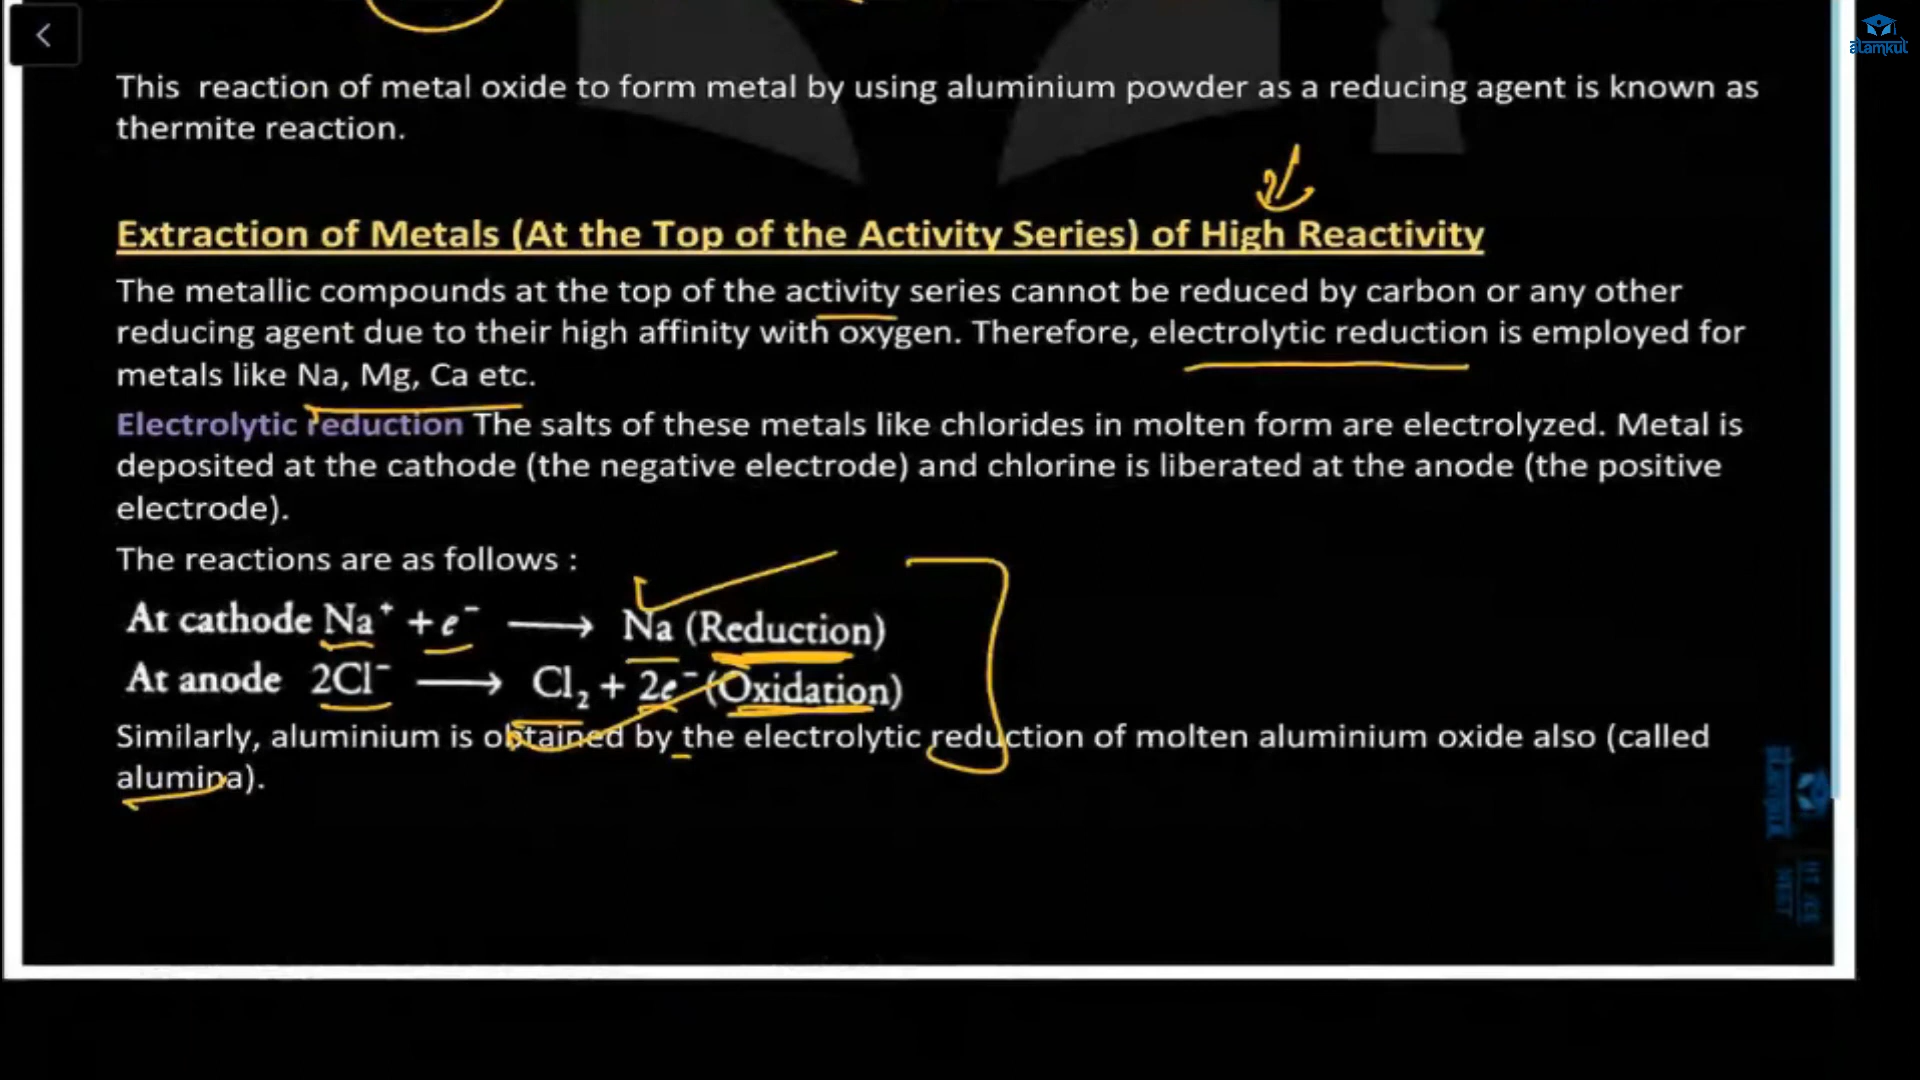 alamkul
This reaction of metal oxide to form metal by using aluminium powder as a reducing agent is known as
thermite reaction.
Extraction of Metals (At the Top of the Activity Series) of High Reactivity
The metallic compounds at the top of the activity series cannot be reduced by carbon or any other
reducing agent due to their high affinity with oxygen. Therefore, electrolytic reduction is employed for
metals like Na, Mg, Ca etc.
Electrolytic reduction The salts of these metals like chlorides in molten form are electrolyzed. Metal is
deposited at the cathode (the negative electrode) and chlorine is liberated at the anode (the positive
electrode).
The reactions are as follows :
At cathode Na⁺ + e⁻ ⟶ Na (Reduction)
At anode 2Cl⁻ ⟶ Cl₂ + 2e⁻ (Oxidation)
Similarly, aluminium is obtained by the electrolytic reduction of molten aluminium oxide also (called
alumina).